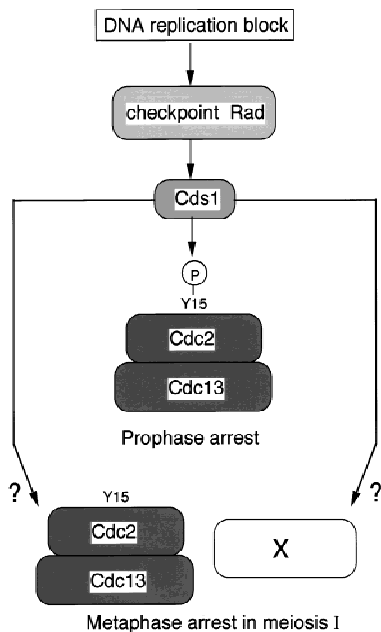 DNA replication block
checkpoint Rad
Cds1
P
Y15
Cdc2
Cdc13
Prophase arrest
? ?
Y15
Cdc2
X
Cdc13
Metaphase arrest in meiosis I